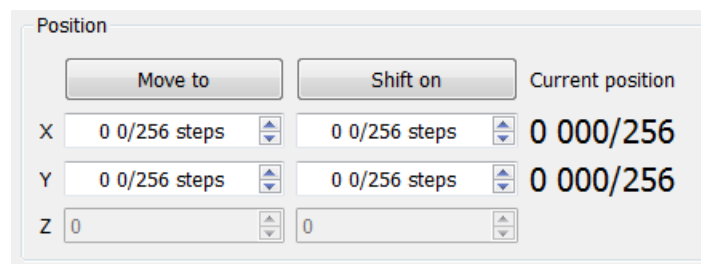 Position
Move to Shift on Current position
X 0 0/256 steps 0 0/256 steps 0 000/256
Y 0 0/256 steps 0 0/256 steps 0 000/256
Z 0 0